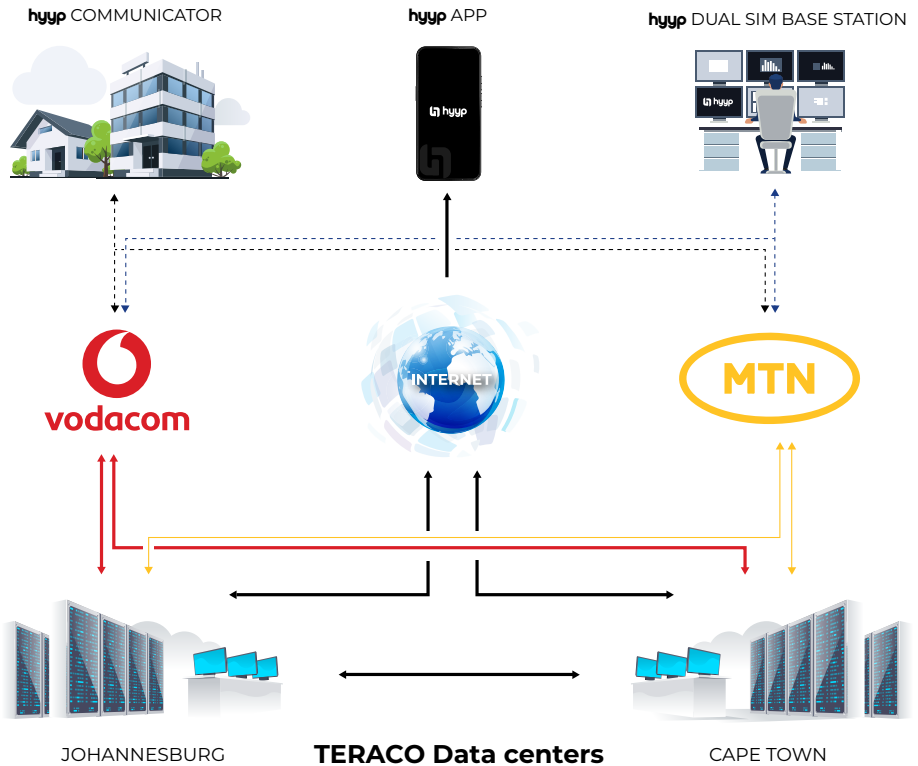 hyyp COMMUNICATOR
hyyp APP
hyyp DUAL SIM BASE STATION
hyyp
hyyp
vodacom
INTERNET
MTN
JOHANNESBURG
TERACO Data centers
CAPE TOWN